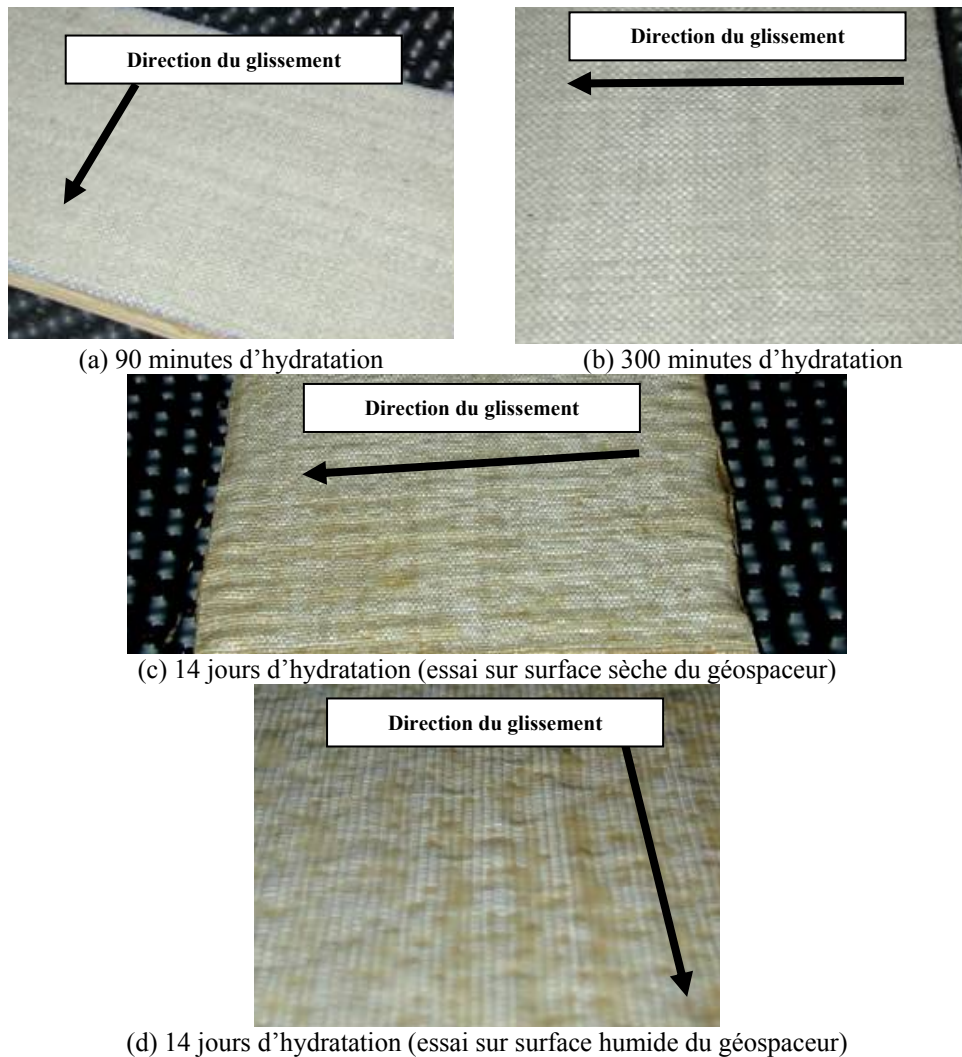 Direction du glissement
Direction du glissement
(a) 90 minutes d’hydratation
(b) 300 minutes d’hydratation
Direction du glissement
(c) 14 jours d’hydratation (essai sur surface sèche du géospaceur)
Direction du glissement
(d) 14 jours d’hydratation (essai sur surface humide du géospaceur)